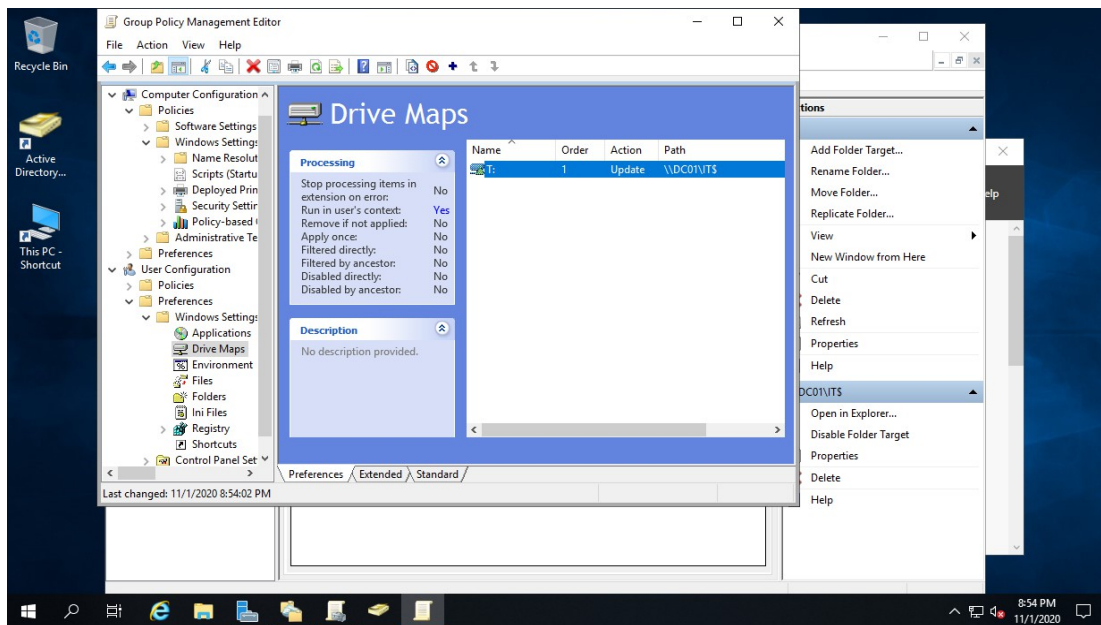 Recycle Bin
Active
Directory...
This PC -
Shortcut
Group Policy Management Editor
File Action View Help
Computer Configuration
Policies
Software Settings
Windows Settings
Name Resolut
Scripts (Startu
Deployed Prin
Security Settin
Policy-based
Administrative Te
Preferences
User Configuration
Policies
Preferences
Windows Settings
Applications
Drive Maps
Environment
Files
Folders
Ini Files
Registry
Shortcuts
Control Panel Set
Drive Maps
Processing
Stop processing items in
extension on error: No
Run in user's context: Yes
Remove if not applied: No
Apply once: No
Filtered directly: No
Filtered by ancestor: No
Disabled directly: No
Disabled by ancestor: No
Description
No description provided.
Name Order Action Path
T: 1 Update \\DC01\IT$
Preferences Extended Standard
Last changed: 11/1/2020 8:54:02 PM
tions
Add Folder Target...
Rename Folder...
Move Folder...
Replicate Folder...
View
New Window from Here
Cut
Delete
Refresh
Properties
Help
DC01\IT$
Open in Explorer...
Disable Folder Target
Properties
Delete
Help
elp
8:54 PM
11/1/2020